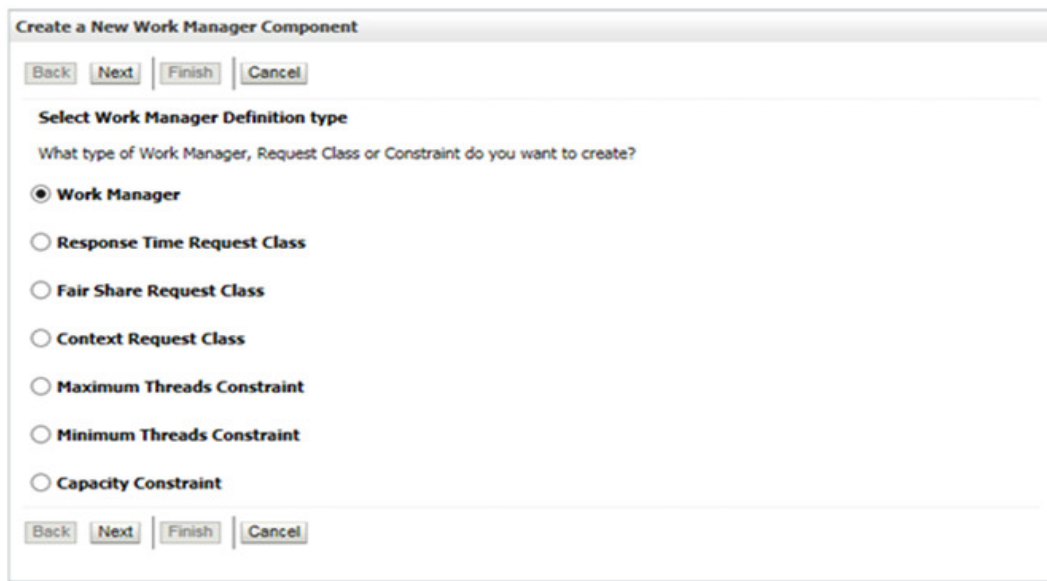 Create a New Work Manager Component
Back Next Finish Cancel
Select Work Manager Definition type
What type of Work Manager, Request Class or Constraint do you want to create?
Work Manager
Response Time Request Class
Fair Share Request Class
Context Request Class
Maximum Threads Constraint
Minimum Threads Constraint
Capacity Constraint
Back Next Finish Cancel